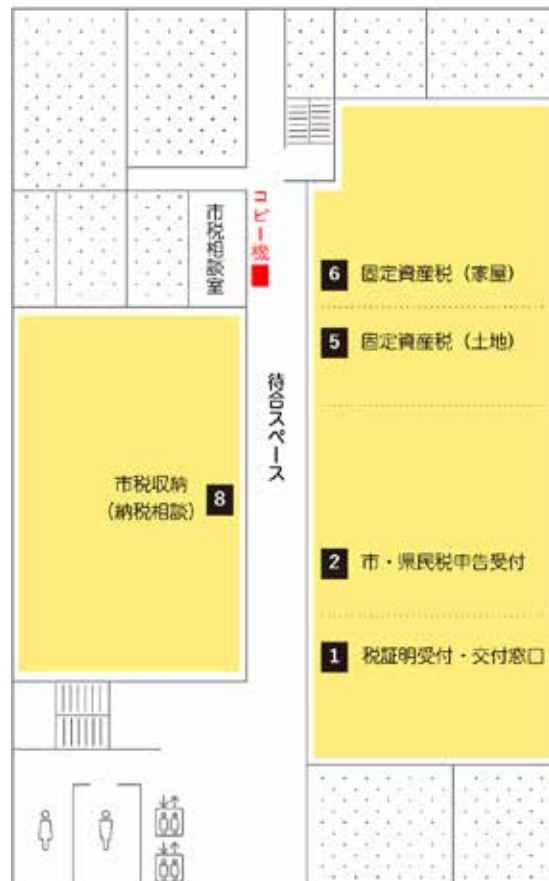 コピー機
市税相談室
6 固定資産税（家屋）
5 固定資産税（土地）
待合スペース
市税収納
（納税相談）
8
2 市・県民税申告受付
1 税証明受付・交付窓口